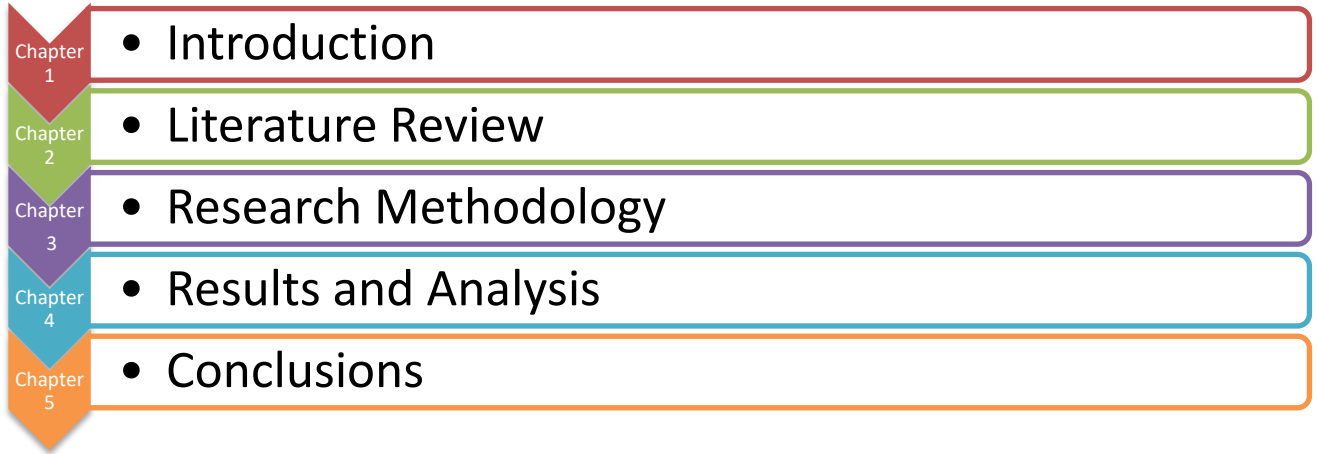 Chapter
1
• Introduction
Chapter
2
• Literature Review
Chapter
3
• Research Methodology
Chapter
4
• Results and Analysis
Chapter
5
• Conclusions